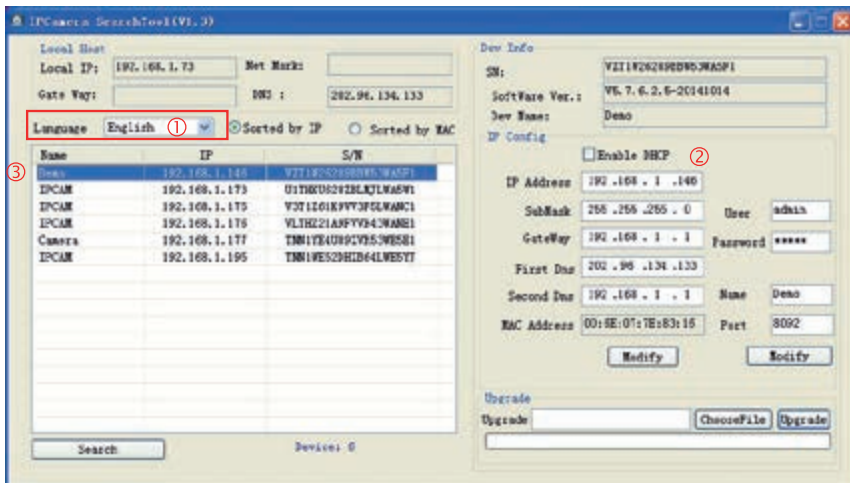 IPCamera SearchTool(V1.3)
Local Host
Local IP: 192.168.1.73 Net Mark:
Gate Way: DNS : 202.96.134.133
Language English ① Sorted by IP Sorted by MAC
③
Name IP S/N
Demo 192.168.1.146
IPCAM 192.168.1.173
IPCAM 192.168.1.175
IPCAM 192.168.1.176
Camera 192.168.1.177
IPCAM 192.168.1.195
Search Devices 6
Dev Info
SN:
SoftWare Ver.: V6.7.6.2.6-20141014
Dev Name: Demo
IP Config
Enable DHCP ②
IP Address 192 .168 . 1 .146
SubMask 255 .255 .255 . 0 User admin
GateWay 192 .168 . 1 . 1 Password *****
First Dns 202 . 96 .134 .133
Second Dns 192 .168 . 1 . 1 Name Demo
MAC Address 00:6E:07:7E:83:16 Port 8092
Modify Modify
Upgrade
Upgrade ChooseFile Upgrade